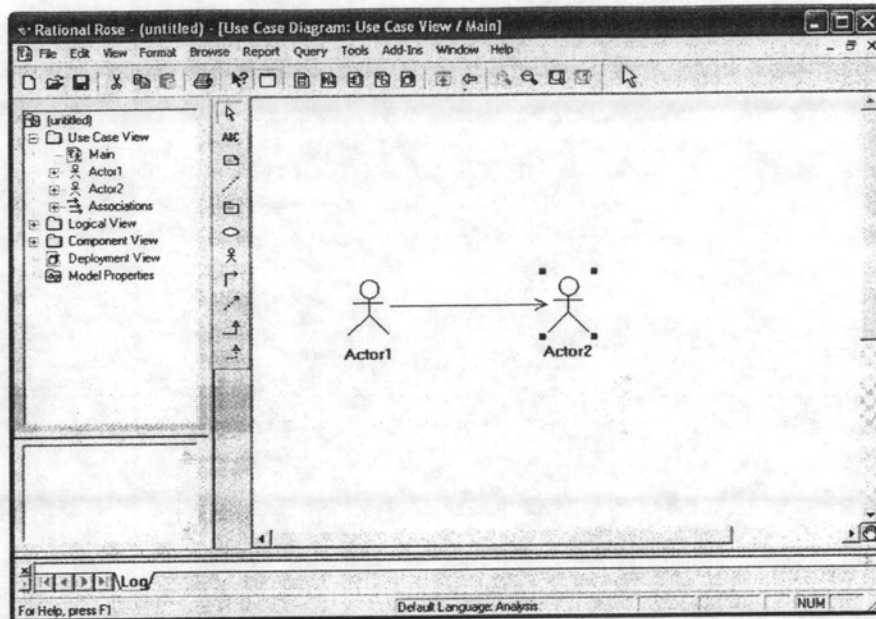 Rational Rose - (untitled) - [Use Case Diagram: Use Case View / Main]
File Edit View Format Browse Report Query Tools Add-Ins Window Help
(untitled)
Use Case View
Main
Actor1
Actor2
Associations
Logical View
Component View
Deployment View
Model Properties
ABC
Actor1
Actor2
Log
For Help, press F1
Default Language: Analysis
NUM